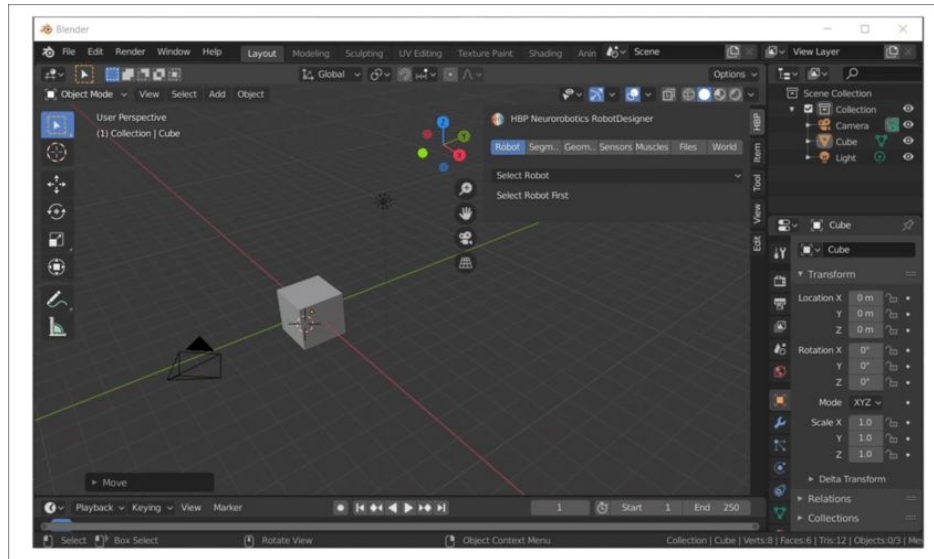 Blender
File Edit Render Window Help Layout Modeling Sculpting UV Editing Texture Paint Shading Anin Scene View Layer
Global Options
Object Mode View Select Add Object
User Perspective
(1) Collection | Cube
Z
Y
X
HBP Neurorobotics RobotDesigner
Robot Segm.. Geom.. Sensors Muscles Files World
Select Robot
Select Robot First
HBP
Item
Tool
View
Edit
Scene Collection
Collection
Camera
Cube
Light
Cube
Cube
Transform
Location X 0 m
Y 0 m
Z 0 m
Rotation X 0°
Y 0°
Z 0°
Mode XYZ
Scale X 1.0
Y 1.0
Z 1.0
Delta Transform
Relations
Collections
Move
Playback Keying View Marker 1 Start 1 End 250
Select Box Select Rotate View Object Context Menu Collection | Cube | Verts:8 | Faces:6 | Tris:12 | Objects:0/3 | Me